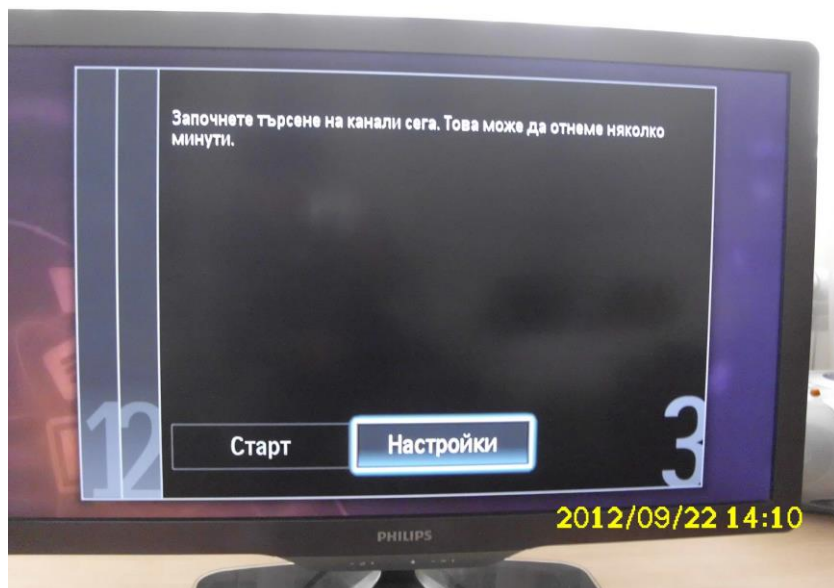 Започнете търсене на канали сега. Това може да отнеме няколко
минути.
12
Старт
Настройки
3
2012/09/22 14:10
PHILIPS